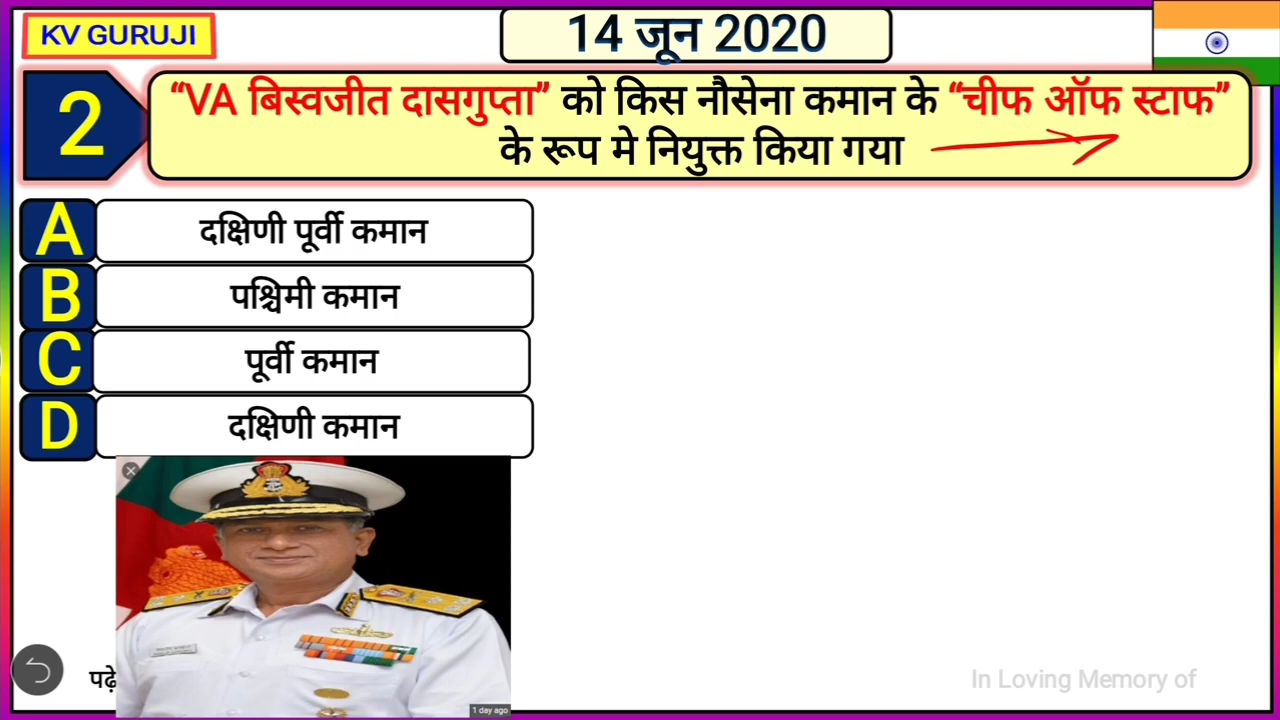 KV GURUJI
14 जून 2020
2
“VA बिस्वजीत दासगुप्ता” को किस नौसेना कमान के “चीफ ऑफ स्टाफ”
के रूप मे नियुक्त किया गया
A दक्षिणी पूर्वी कमान
B पश्चिमी कमान
C पूर्वी कमान
D दक्षिणी कमान
पढ़े
1 day ago
In Loving Memory of